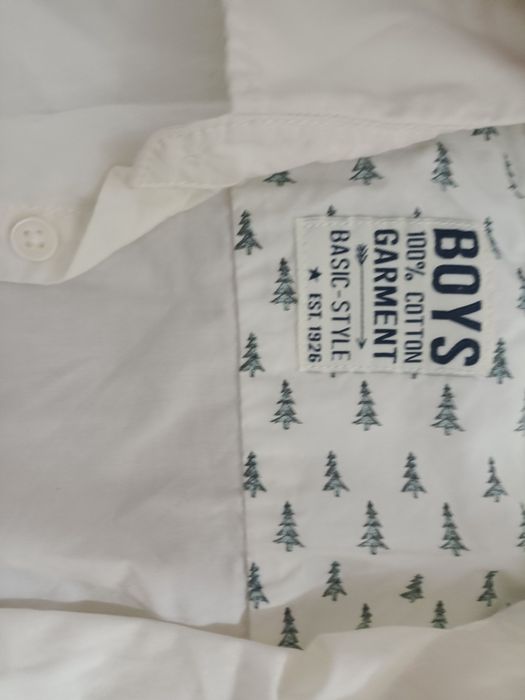 BOYS
100% COTTON
GARMENT
BASIC-STYLE
★ EST. 1926